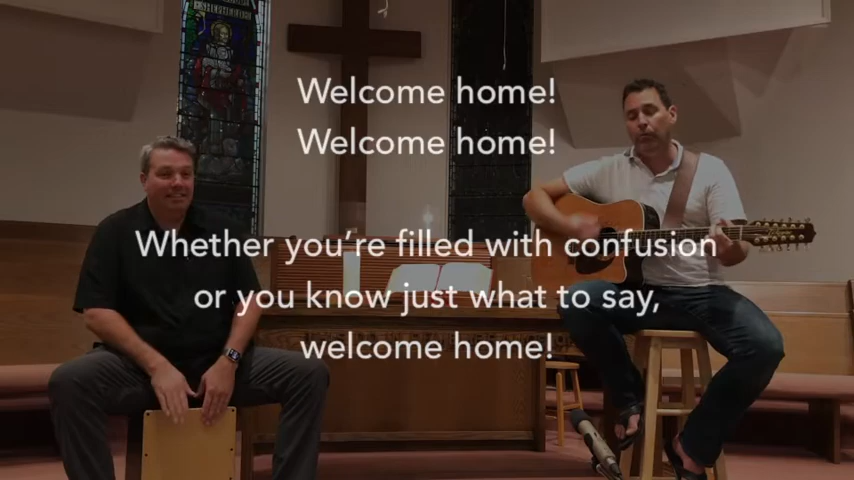 SHEPHERD
Welcome home!
Welcome home!
Whether you're filled with confusion
or you know just what to say,
welcome home!